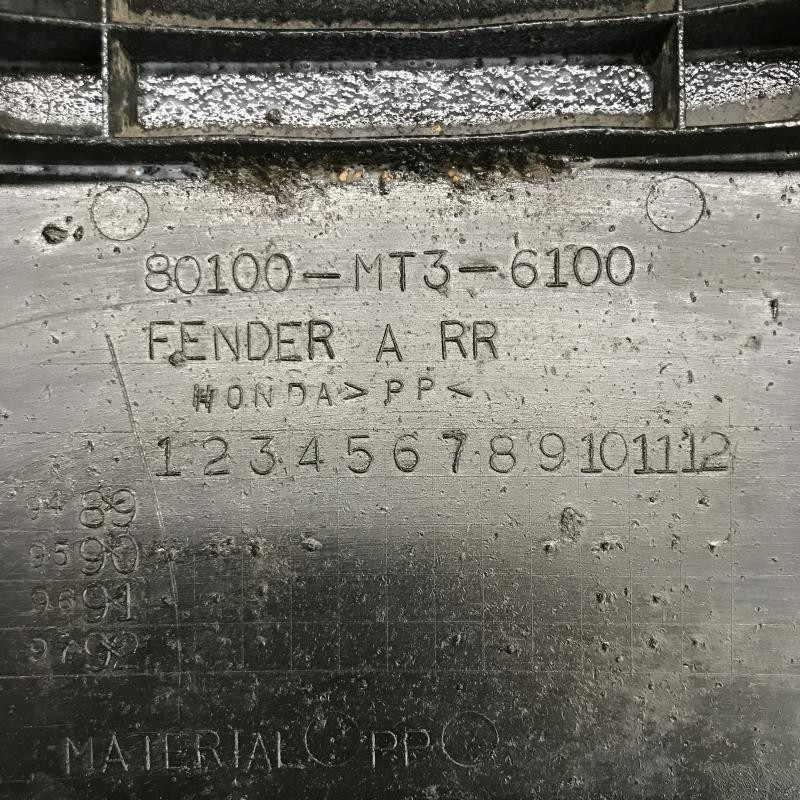 80100-MT3-6100
FENDER A RR
HONDA >PP<
1 2 3 4 5 6 7 8 9 10 11 12
94 89
95 90
96 91
97 92
MATERIAL PP